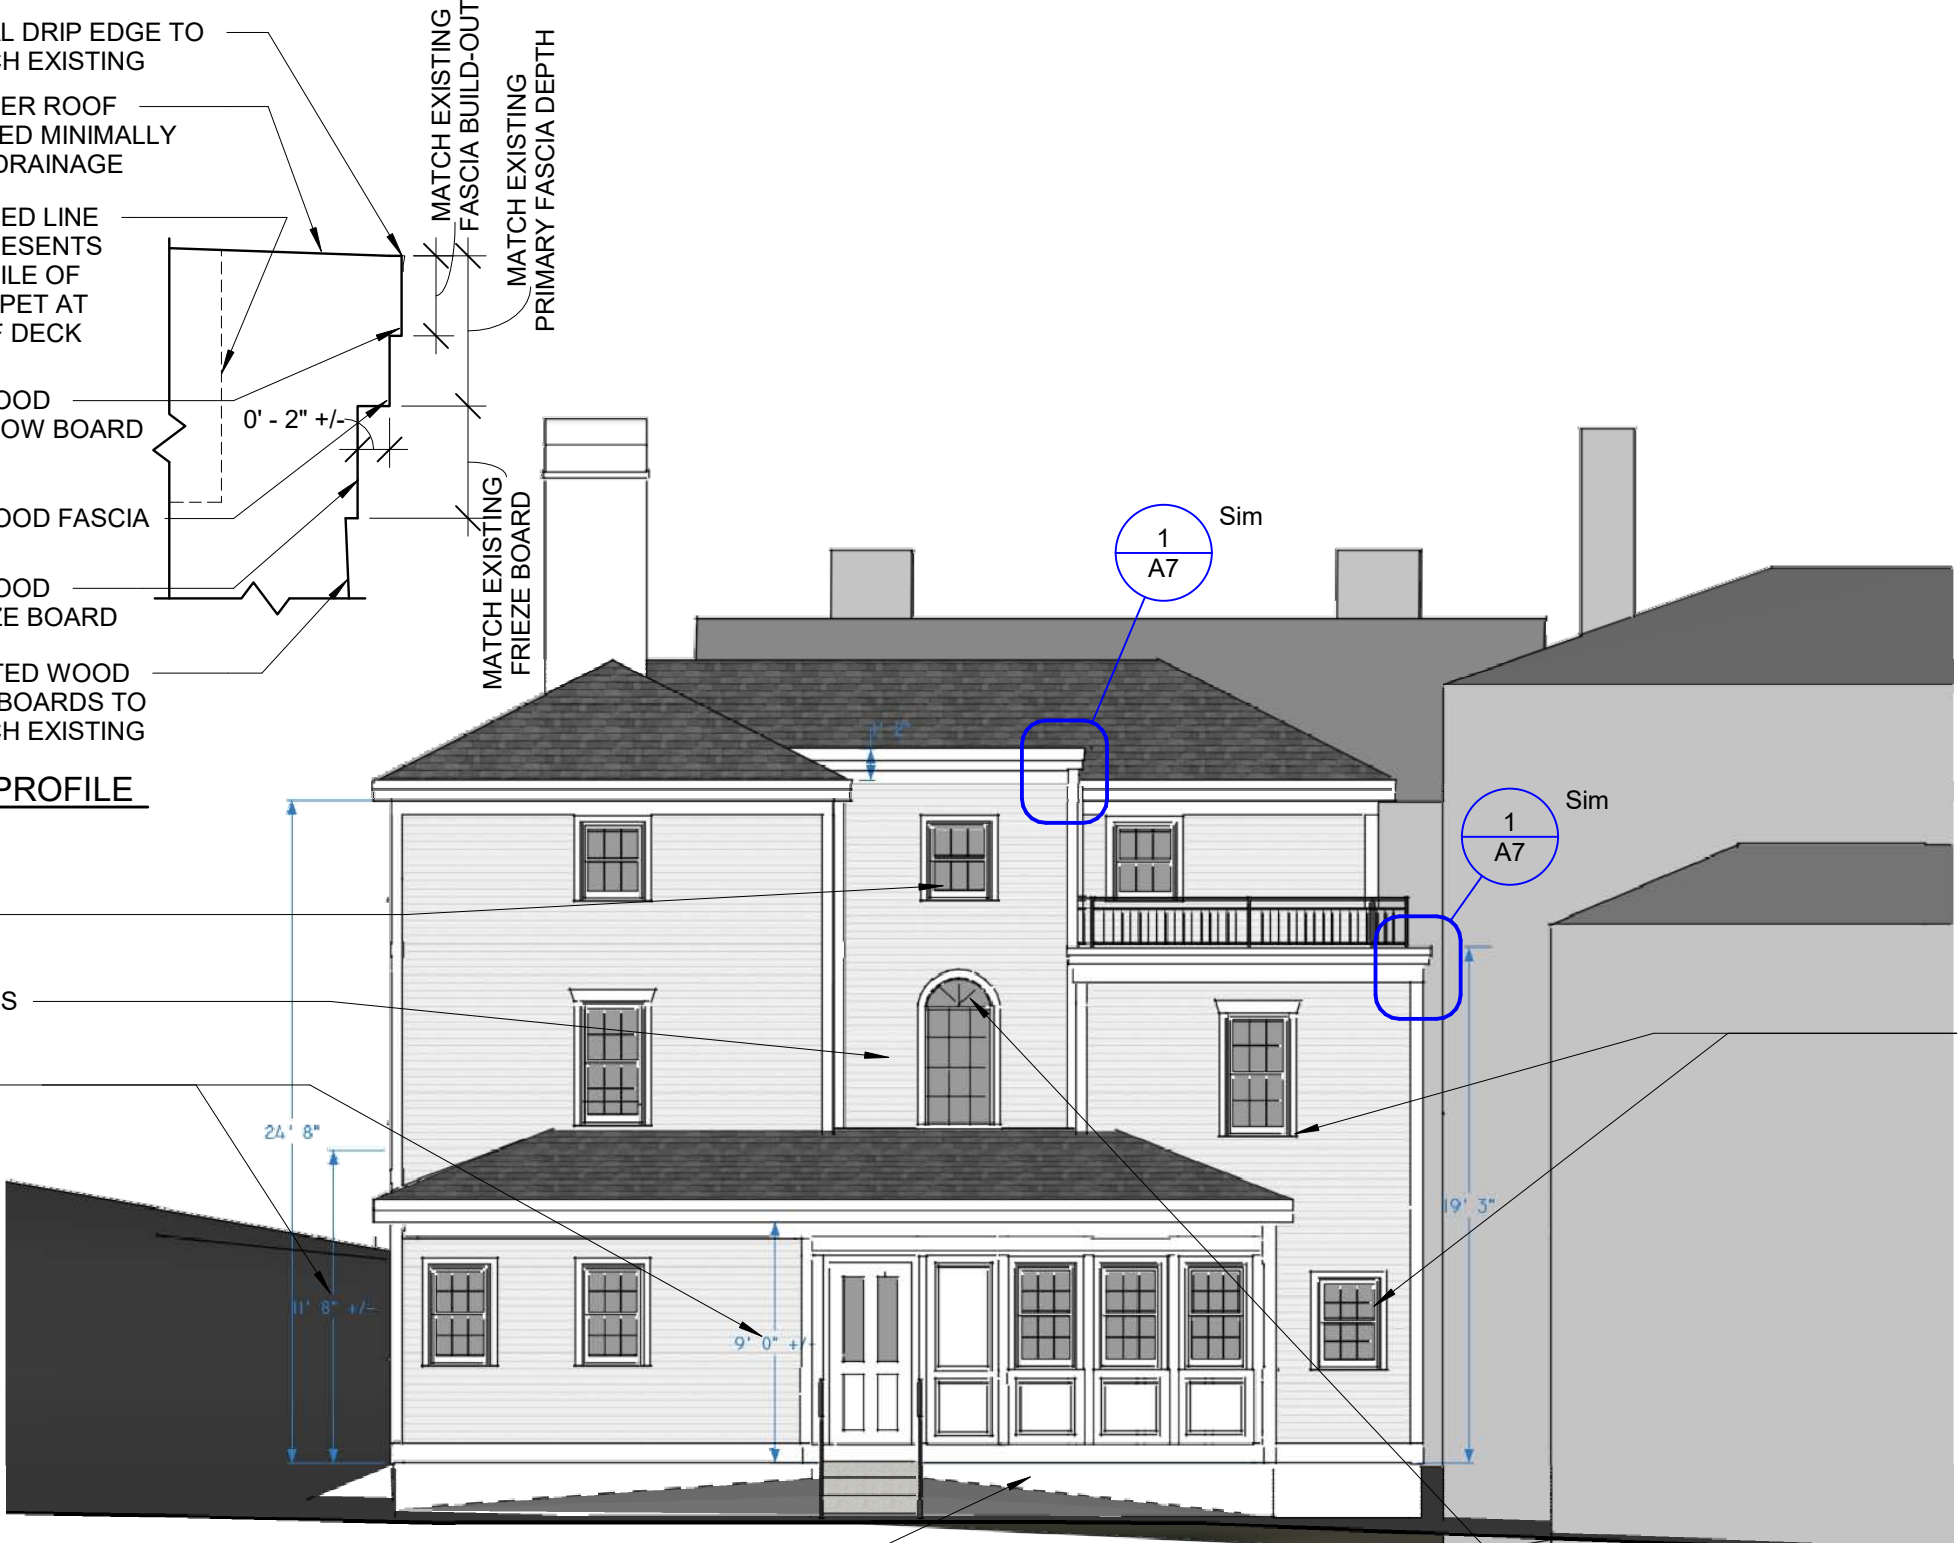 L DRIP EDGE TO
CH EXISTING
ER ROOF
ED MINIMALLY
DRAINAGE
ED LINE
ESENTS
ILE OF
PET AT
F DECK
OOD
OW BOARD
OOD FASCIA
OOD
ZE BOARD
TED WOOD
BOARDS TO
CH EXISTING
PROFILE
0' - 2" +/-
MATCH EXISTING
FASCIA BUILD-OUT
MATCH EXISTING
PRIMARY FASCIA DEPTH
MATCH EXISTING
FRIEZE BOARD
1
A7
Sim
1
A7
Sim
S
24' 8"
11' 8" +/-
9' 0" +/-
19' 3"